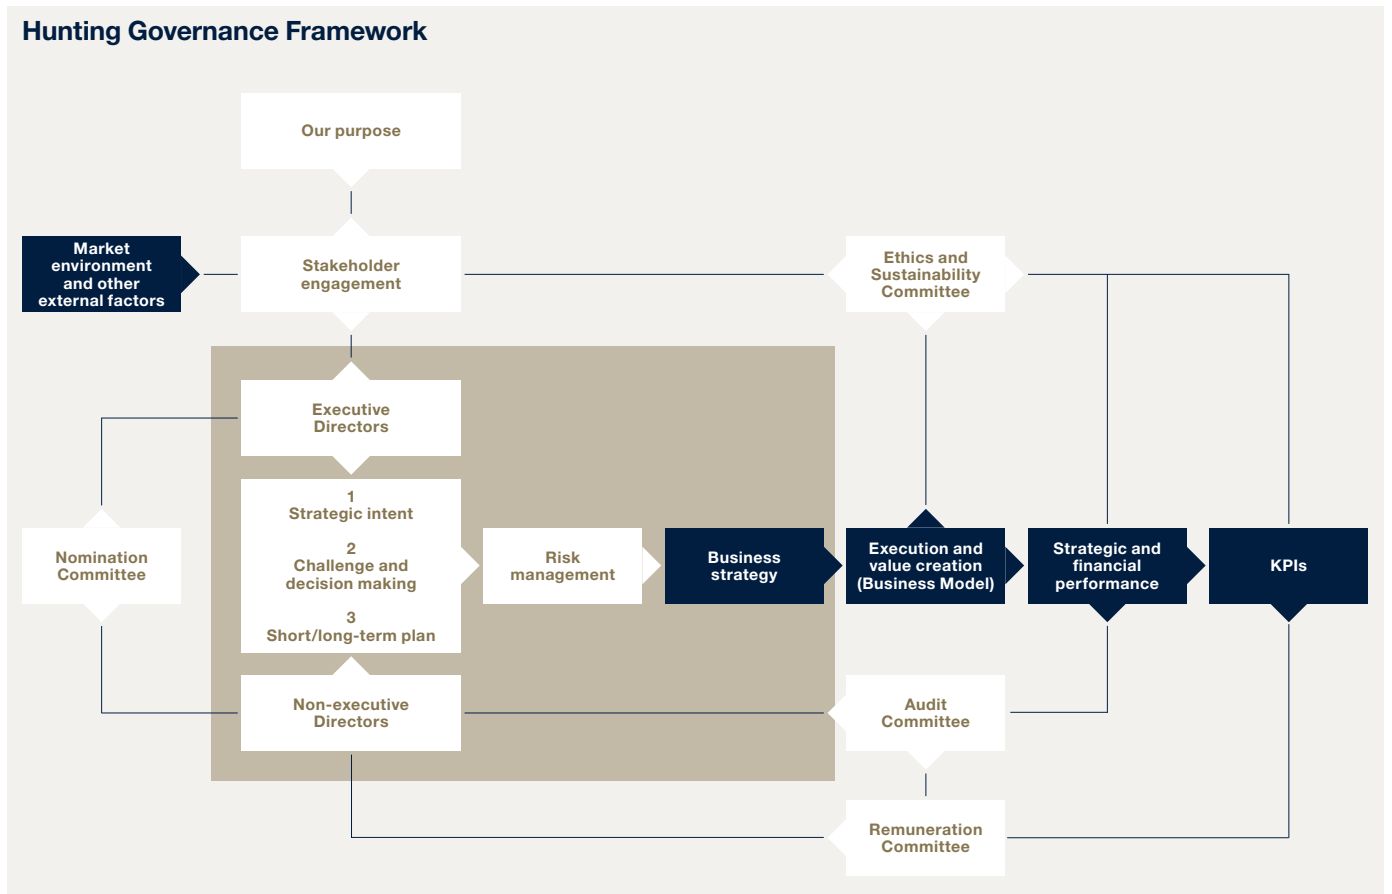 Hunting Governance Framework
Our purpose
Market
environment
and other
external factors
Stakeholder
engagement
Ethics and
Sustainability
Committee
Executive
Directors
1
Strategic intent
2
Challenge and
decision making
3
Short/long-term plan
Nomination
Committee
Risk
management
Business
strategy
Execution and
value creation
(Business Model)
Strategic and
financial
performance
KPIs
Non-executive
Directors
Audit
Committee
Remuneration
Committee